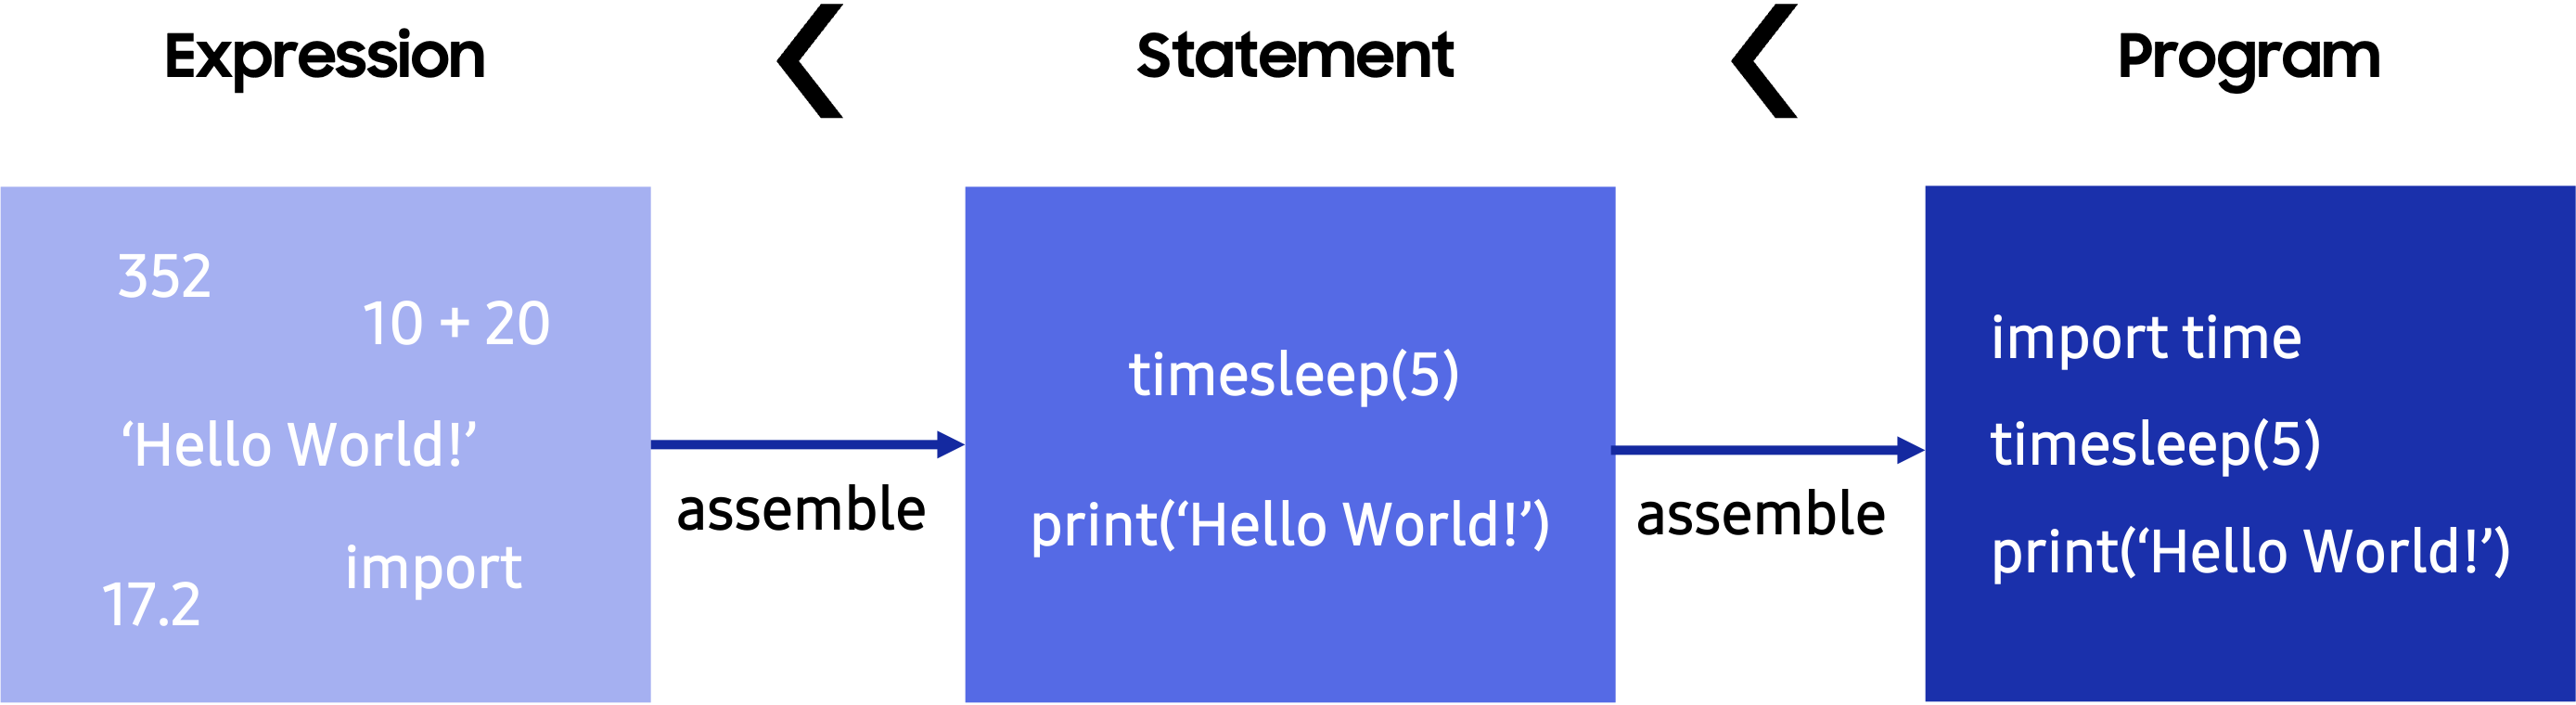 Expression
Statement
Program
352
10 + 20
‘Hello World!’
import
17.2
assemble
timesleep(5)
print(‘Hello World!’)
assemble
import time
timesleep(5)
print(‘Hello World!’)